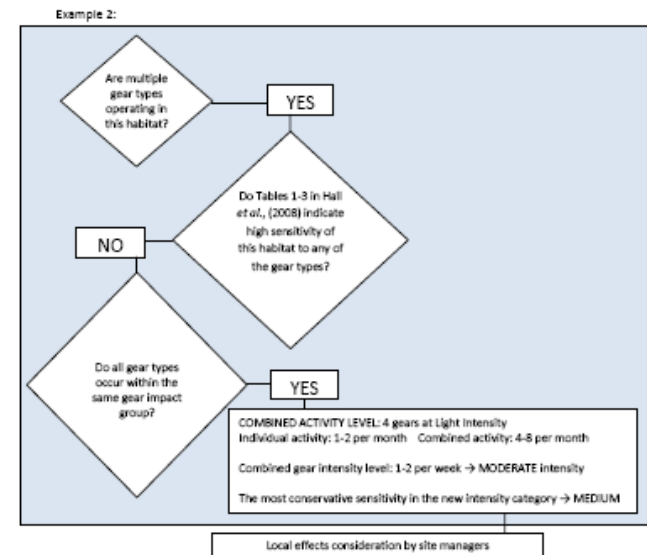 Example 2:
Are multiple
gear types
operating in
this habitat?
YES
Do Tables 1-3 in Hall
et al., (2008) indicate
high sensitivity of
this habitat to any of
the gear types?
NO
Do all gear types
occur within the
same gear impact
group?
YES
COMBINED ACTIVITY LEVEL: 4 gears at Light Intensity
Individual activity: 1-2 per month Combined activity: 4-8 per month
Combined gear intensity level: 1-2 per week → MODERATE intensity
The most conservative sensitivity in the new intensity category → MEDIUM
Local effects consideration by site managers